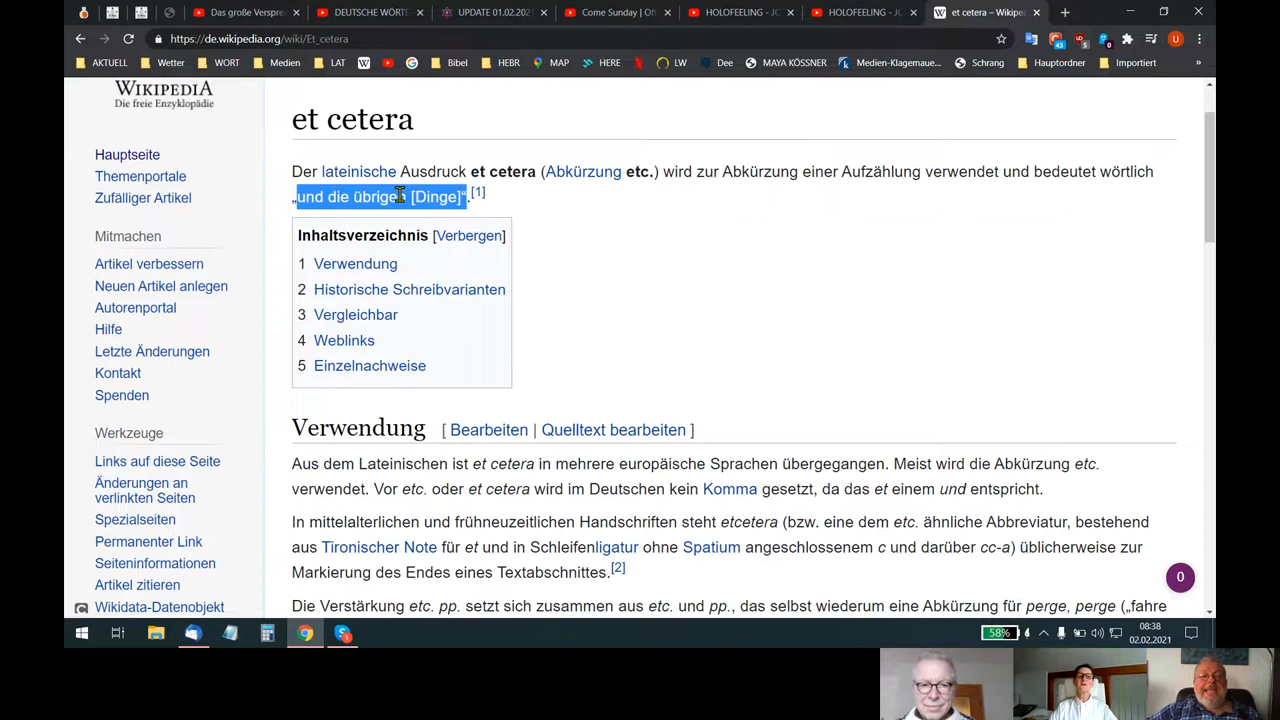 Das große Verspre
DEUTSCHE WÖRTE
UPDATE 01.02.202
Come Sunday | Of
HOLOFEELING - JC
HOLOFEELING - JC
W et cetera – Wikipe
https://de.wikipedia.org/wiki/Et_cetera
43 5 0 U
AKTUELL Wetter WORT Medien LAT W G Bibel HEBR MAP HERE N LW Dee MAYA KÖSSNER Medien-Klagemaue... Schrang Hauptordner Importiert »
WIKIPEDIA
Die freie Enzyklopädie
Hauptseite
Themenportale
Zufälliger Artikel
Mitmachen
Artikel verbessern
Neuen Artikel anlegen
Autorenportal
Hilfe
Letzte Änderungen
Kontakt
Spenden
Werkzeuge
Links auf diese Seite
Änderungen an
verlinkten Seiten
Spezialseiten
Permanenter Link
Seiteninformationen
Artikel zitieren
Wikidata-Datenobjekt
et cetera
Der lateinische Ausdruck et cetera (Abkürzung etc.) wird zur Abkürzung einer Aufzählung verwendet und bedeutet wörtlich
„und die übrigen [Dinge]“.[1]
Inhaltsverzeichnis [Verbergen]
1 Verwendung
2 Historische Schreibvarianten
3 Vergleichbar
4 Weblinks
5 Einzelnachweise
Verwendung [ Bearbeiten | Quelltext bearbeiten ]
Aus dem Lateinischen ist et cetera in mehrere europäische Sprachen übergegangen. Meist wird die Abkürzung etc.
verwendet. Vor etc. oder et cetera wird im Deutschen kein Komma gesetzt, da das et einem und entspricht.
In mittelalterlichen und frühneuzeitlichen Handschriften steht etcetera (bzw. eine dem etc. ähnliche Abbreviatur, bestehend
aus Tironischer Note für et und in Schleifenligatur ohne Spatium angeschlossenem c und darüber cc-a) üblicherweise zur
Markierung des Endes eines Textabschnittes.[2]
Die Verstärkung etc. pp. setzt sich zusammen aus etc. und pp., das selbst wiederum eine Abkürzung für perge, perge („fahre
0
58%
08:38
02.02.2021